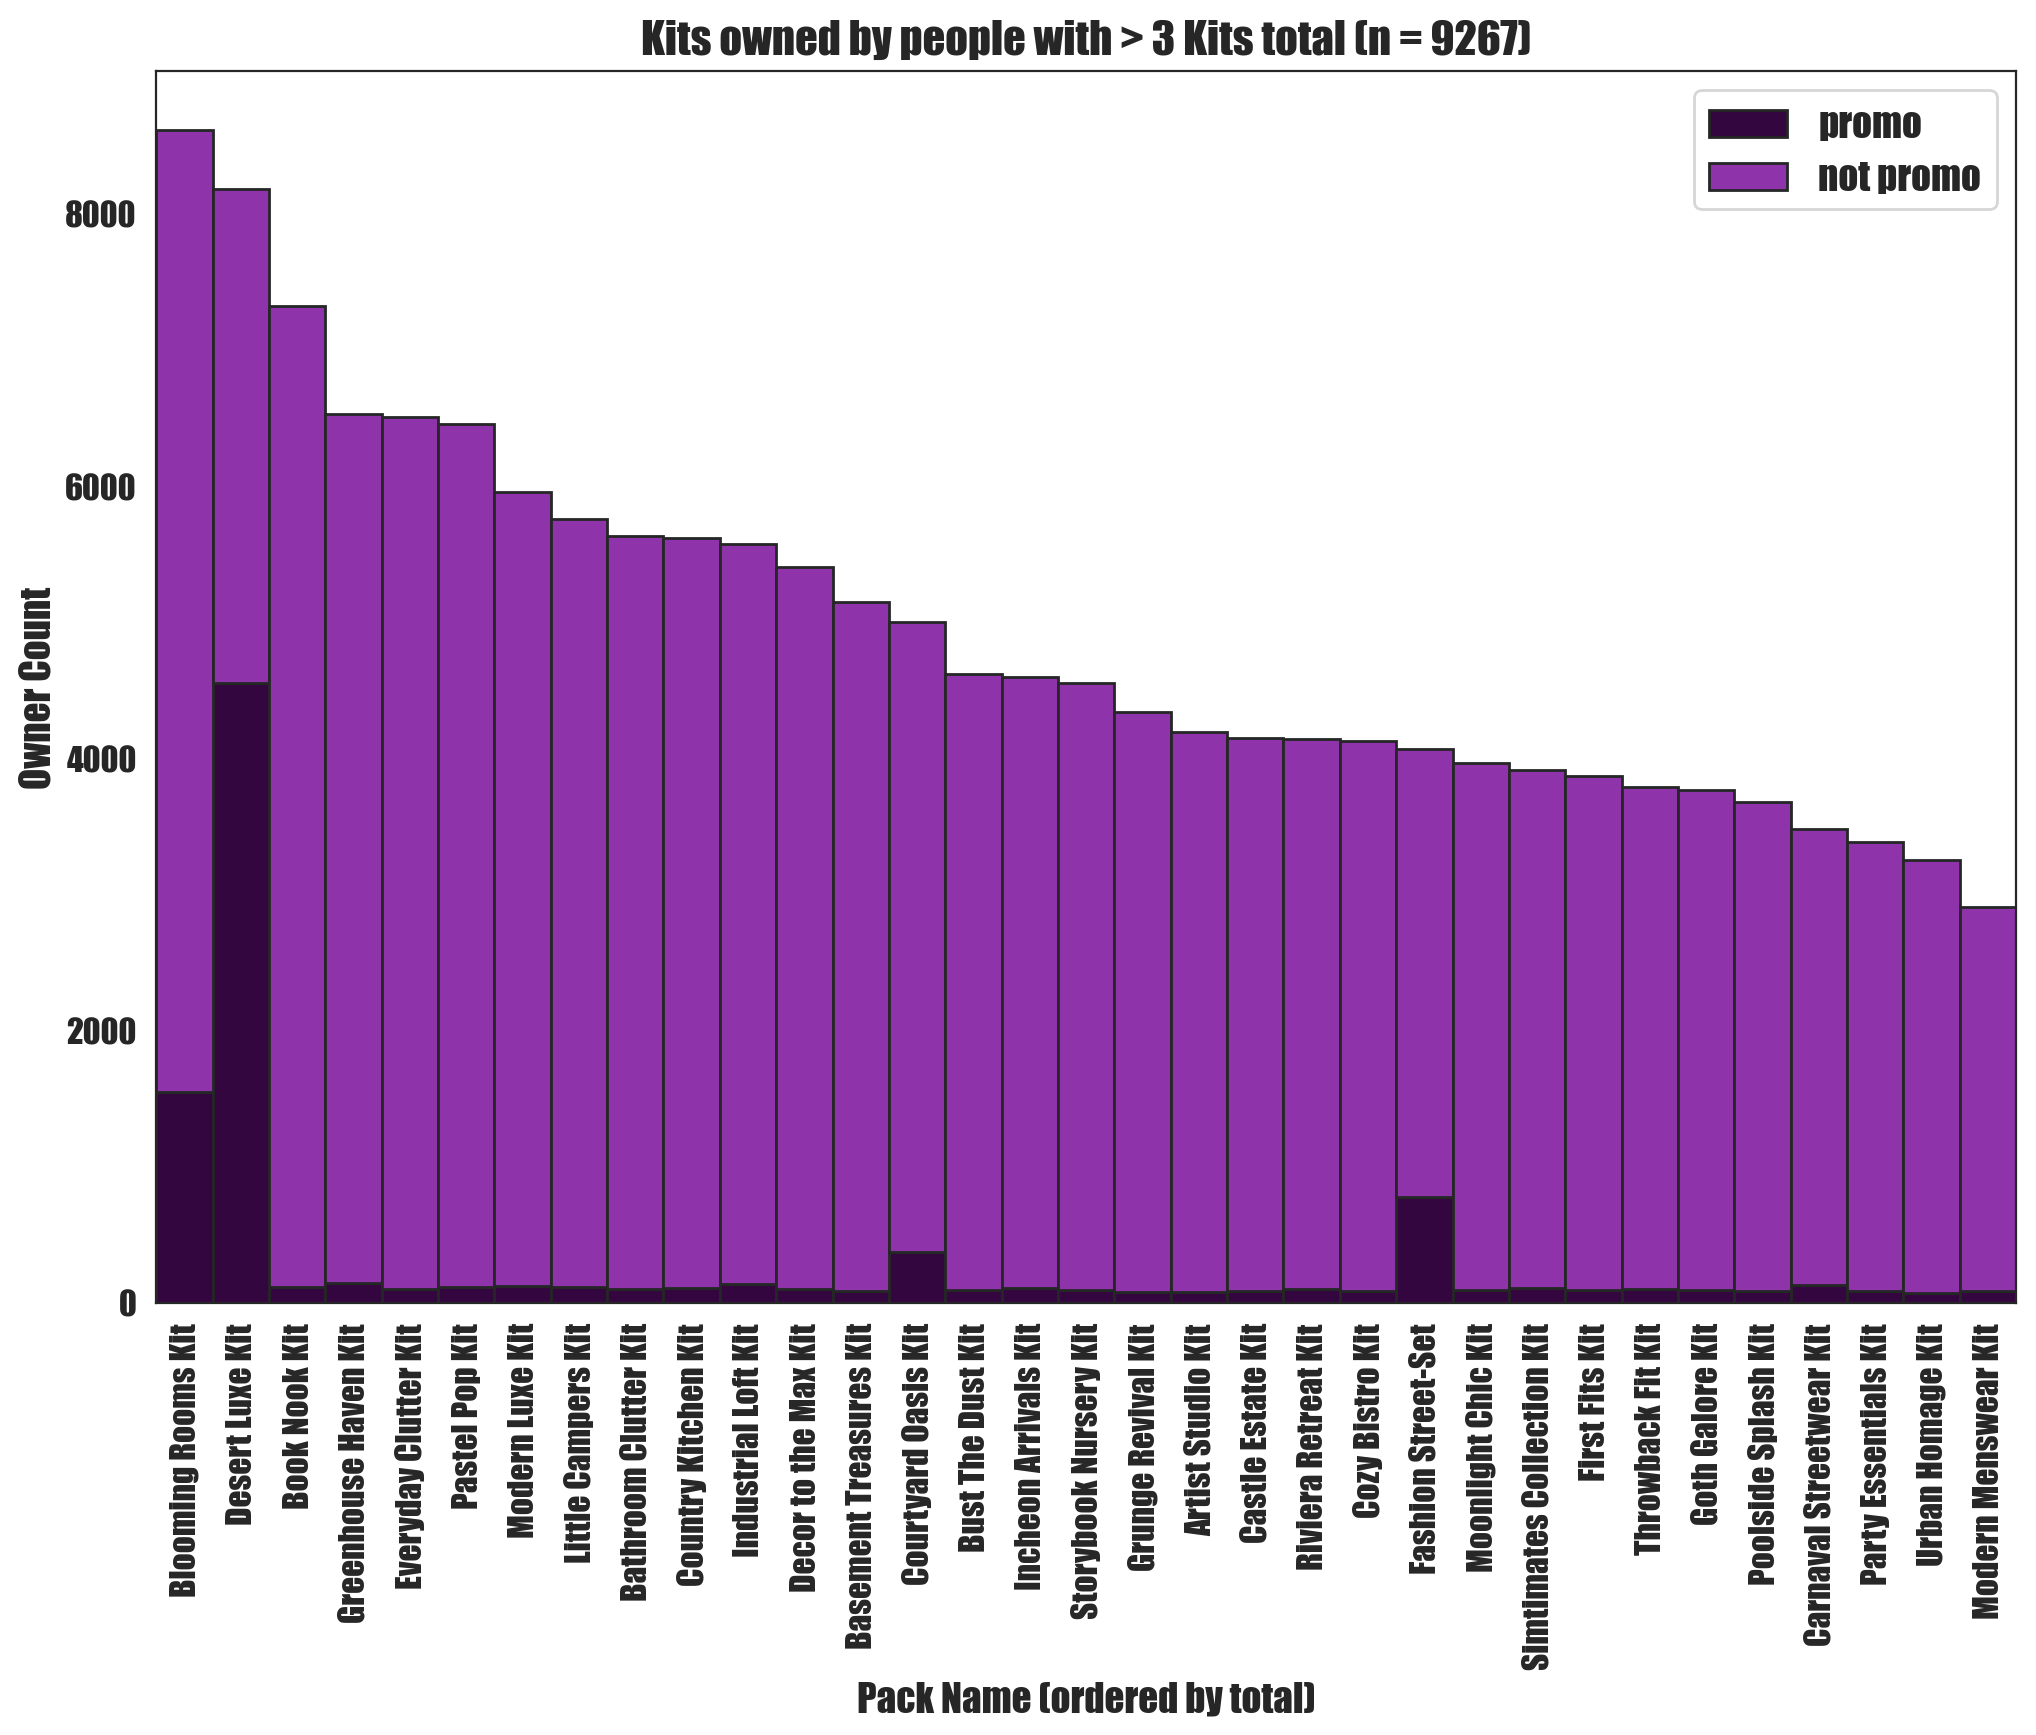 Kits owned by people with > 3 Kits total (n = 9267)
promo
not promo
Owner Count
8000
6000
4000
2000
0
Blooming Rooms Kit
Desert Luxe Kit
Book Nook Kit
Greenhouse Haven Kit
Everyday Clutter Kit
Pastel Pop Kit
Modern Luxe Kit
Little Campers Kit
Bathroom Clutter Kit
Country Kitchen Kit
Industrial Loft Kit
Decor to the Max Kit
Basement Treasures Kit
Courtyard Oasis Kit
Bust The Dust Kit
Incheon Arrivals Kit
Storybook Nursery Kit
Grunge Revival Kit
Artist Studio Kit
Castle Estate Kit
Riviera Retreat Kit
Cozy Bistro Kit
Fashion Street-Set
Moonlight Chic Kit
Simtimates Collection Kit
First Fits Kit
Throwback Fit Kit
Goth Galore Kit
Poolside Splash Kit
Carnaval Streetwear Kit
Party Essentials Kit
Urban Homage Kit
Modern Menswear Kit
Pack Name (ordered by total)